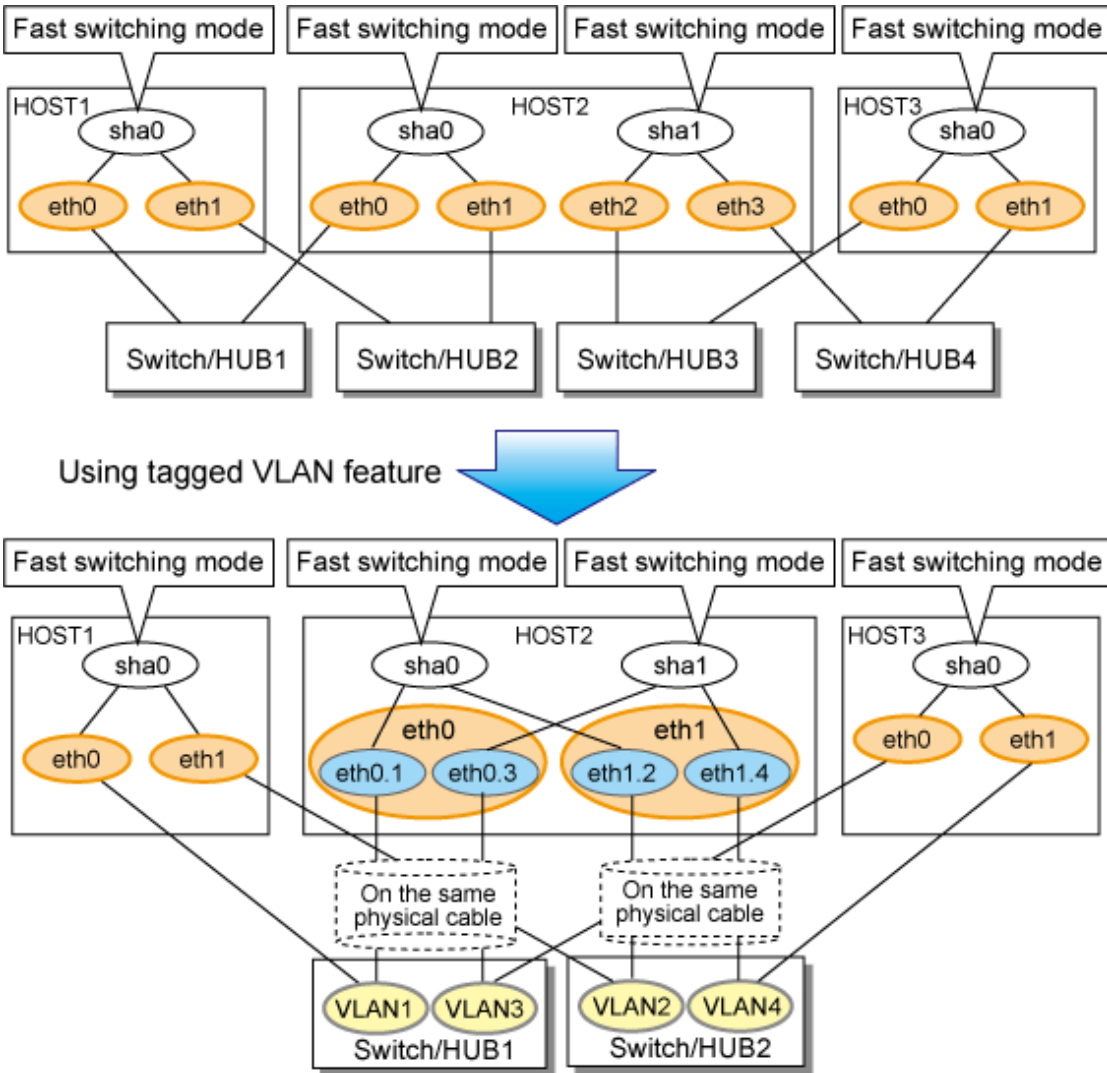 Fast switching mode
Fast switching mode
Fast switching mode
Fast switching mode
HOST1
HOST2
HOST3
sha0
sha0
sha1
sha0
eth0
eth1
eth0
eth1
eth2
eth3
eth0
eth1
Switch/HUB1
Switch/HUB2
Switch/HUB3
Switch/HUB4
Using tagged VLAN feature
Fast switching mode
Fast switching mode
Fast switching mode
Fast switching mode
HOST1
HOST2
HOST3
sha0
sha0
sha1
sha0
eth0
eth1
eth0
eth1
eth0
eth1
eth0.1
eth0.3
eth1.2
eth1.4
On the same
physical cable
On the same
physical cable
VLAN1
VLAN3
VLAN2
VLAN4
Switch/HUB1
Switch/HUB2